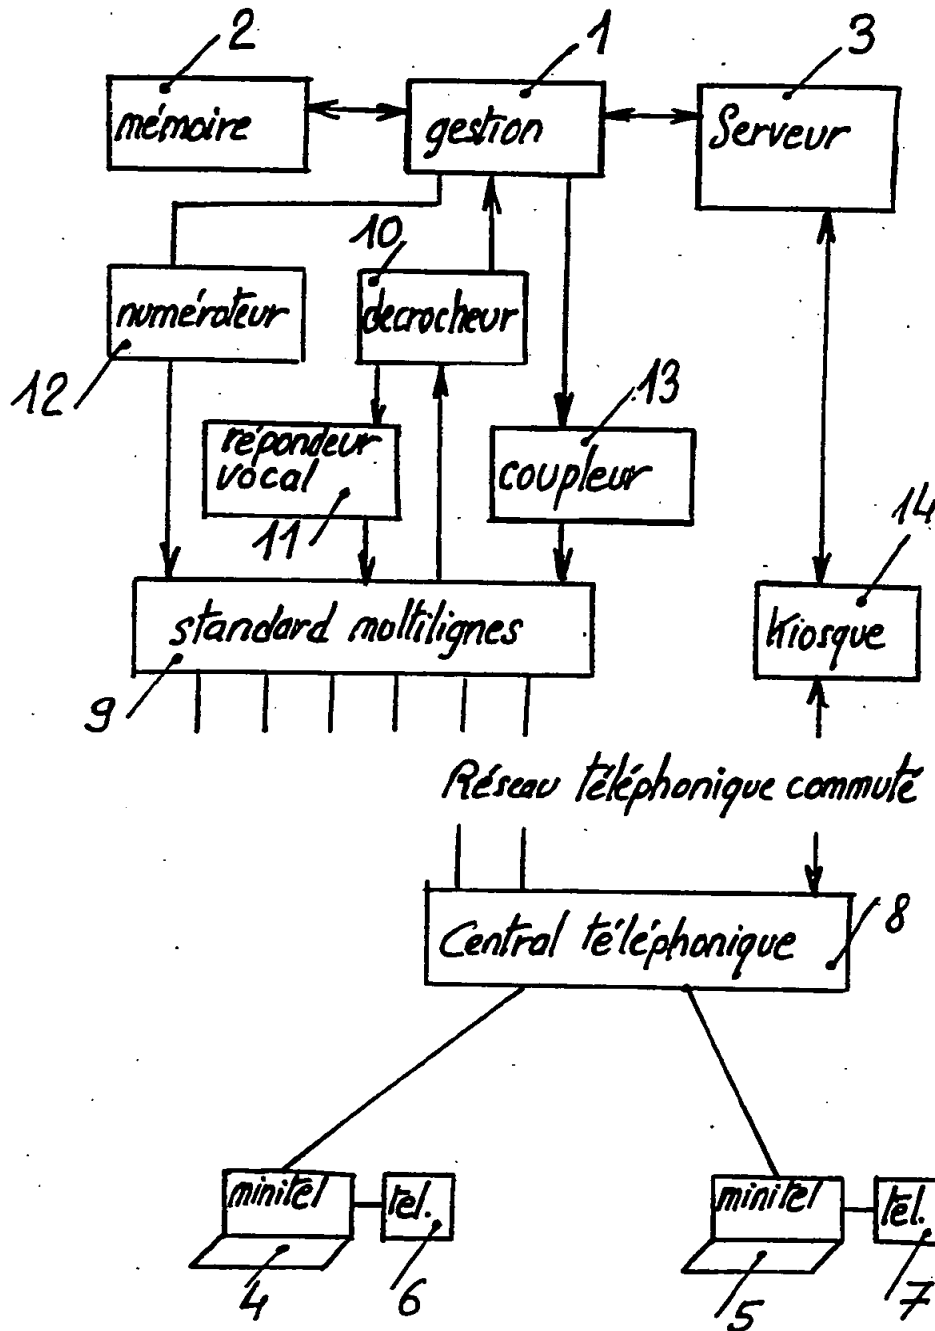 2
1
3
mémoire
gestion
Serveur
10
numérateur
decrocheur
12
13
répondeur
vocal
coupleur
11
14
standard moltilignes
Kiosque
9
Réseau téléphonique commuté
Central téléphonique
8
minitel
tel.
minitel
tél.
4
6
5
7